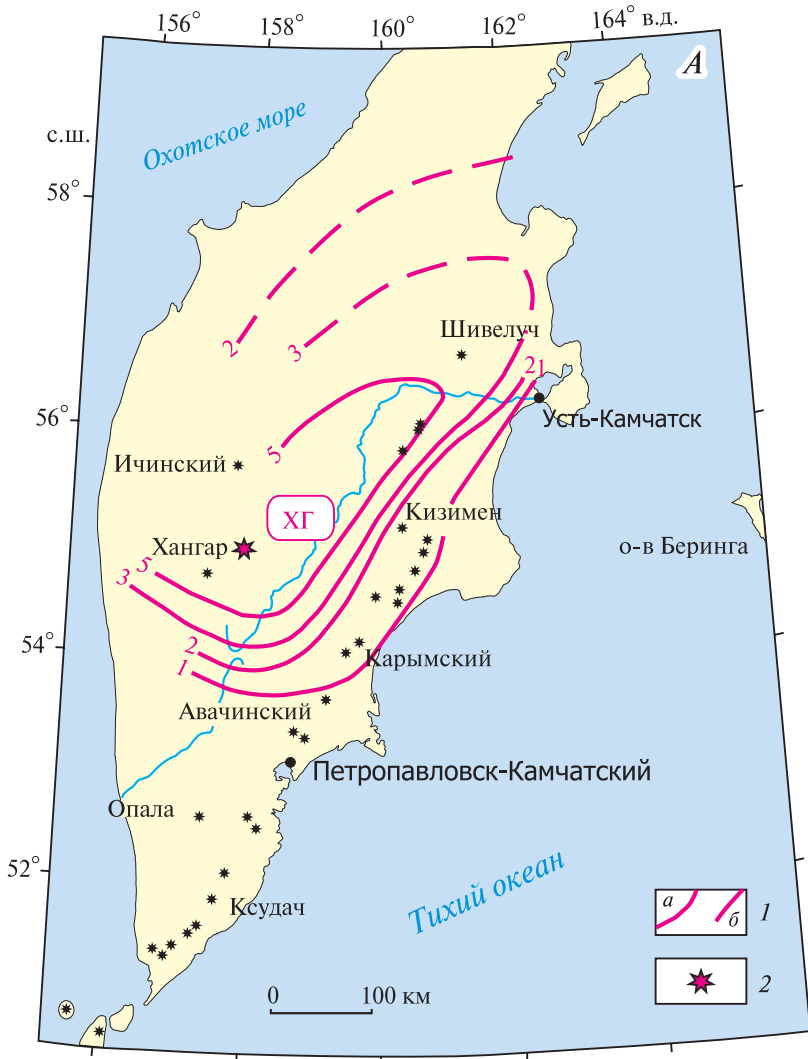 156°
158°
160°
162°
164° в.д.
А
Охотское море
с.ш.
58°
2
3
Шивелуч
21
56°
Усть-Камчатск
5
Ичинский
ХГ
Кизимен
Хангар
о-в Беринга
5
3
54°
2
1
Карымский
Авачинский
Петропавловск-Камчатский
Опала
52°
Тихий океан
Ксудач
а
б
1
2
0
100 км